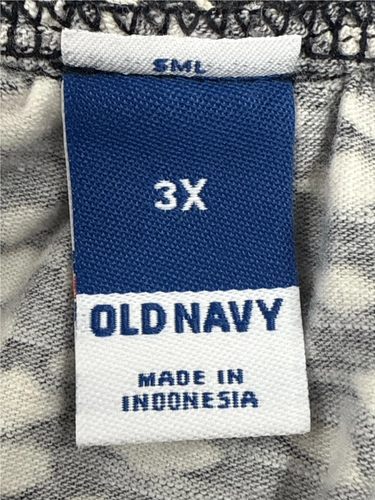 SML
3X
OLD NAVY
MADE IN
INDONESIA